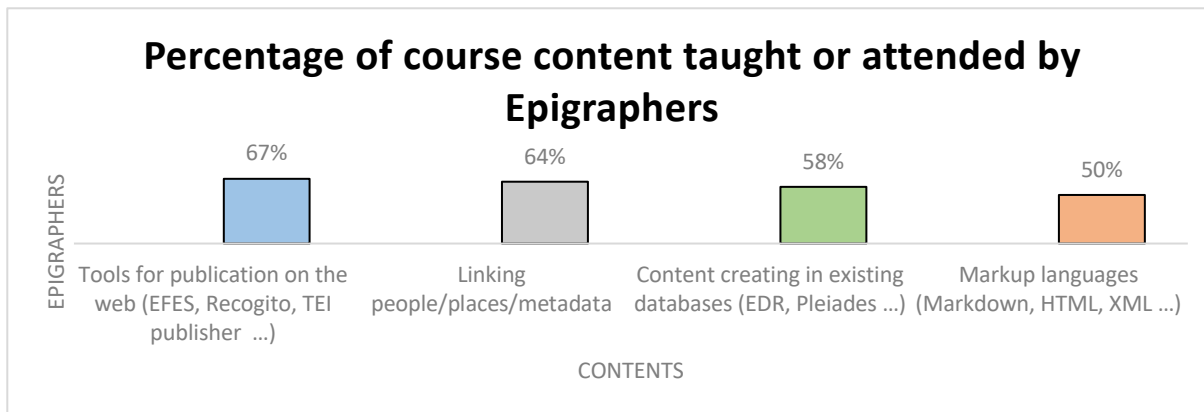 Percentage of course content taught or attended by
Epigraphers
67%
64%
58%
50%
EPIGRAPHERS
Tools for publication on the
web (EFES, Recogito, TEI
publisher …)
Linking
people/places/metadata
Content creating in existing
databases (EDR, Pleiades …)
Markup languages
(Markdown, HTML, XML …)
CONTENTS